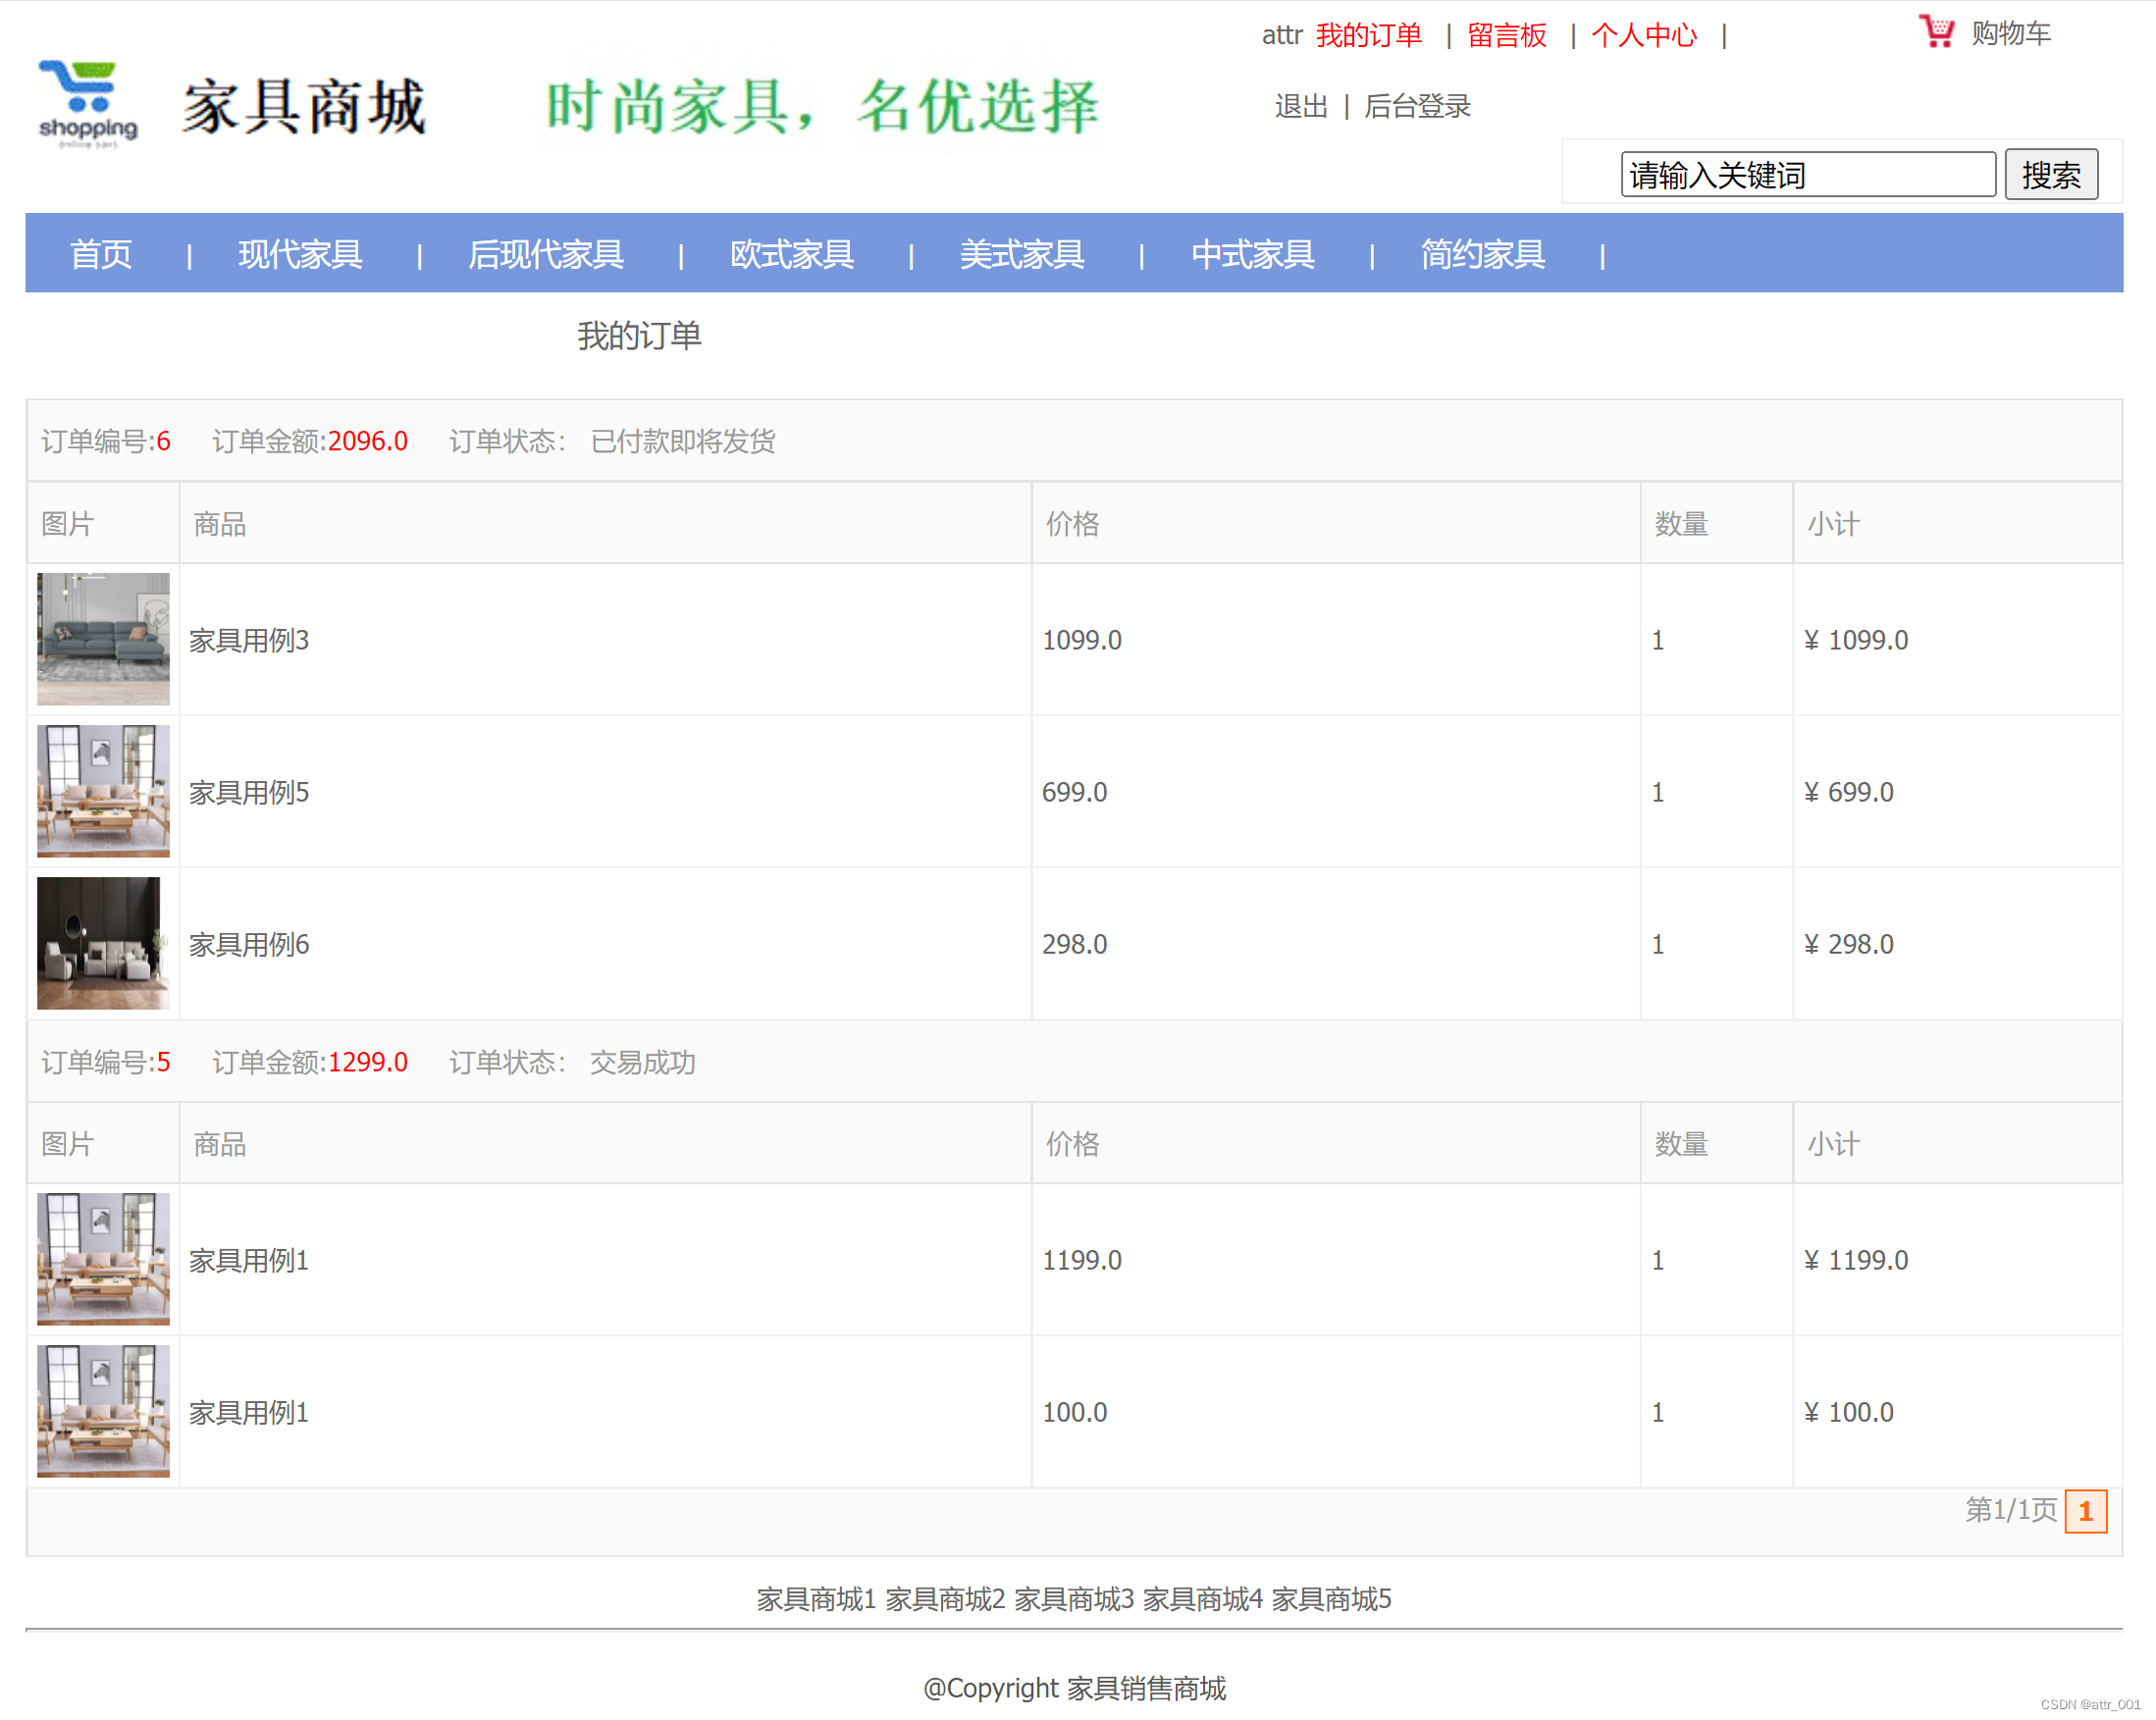 attr 我的订单 | 留言板 | 个人中心 | 购物车
shopping
家具商城 时尚家具，名优选择
退出 | 后台登录
请输入关键词 搜索
首页 | 现代家具 | 后现代家具 | 欧式家具 | 美式家具 | 中式家具 | 简约家具 |
我的订单
订单编号:6 订单金额:2096.0 订单状态： 已付款即将发货
图片 商品 价格 数量 小计
家具用例3 1099.0 1 ¥ 1099.0
家具用例5 699.0 1 ¥ 699.0
家具用例6 298.0 1 ¥ 298.0
订单编号:5 订单金额:1299.0 订单状态： 交易成功
图片 商品 价格 数量 小计
家具用例1 1199.0 1 ¥ 1199.0
家具用例1 100.0 1 ¥ 100.0
第1/1页 1
家具商城1 家具商城2 家具商城3 家具商城4 家具商城5
@Copyright 家具销售商城
CSDN @attr_001